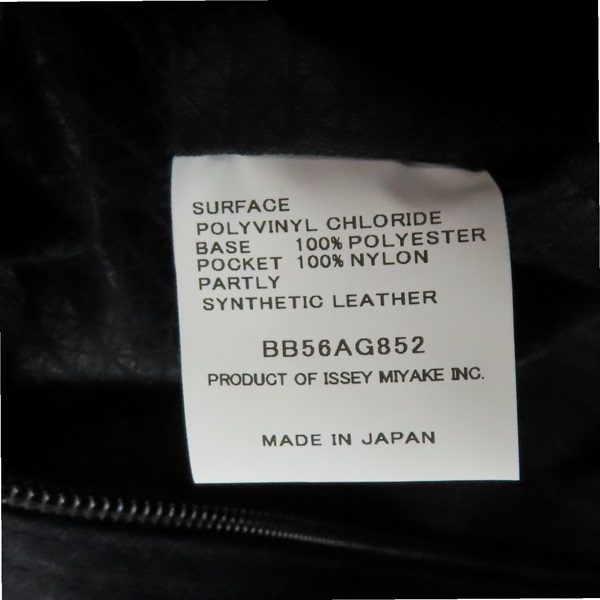 SURFACE
POLYVINYL CHLORIDE
BASE 100% POLYESTER
POCKET 100% NYLON
PARTLY
SYNTHETIC LEATHER
BB56AG852
PRODUCT OF ISSEY MIYAKE INC.
MADE IN JAPAN